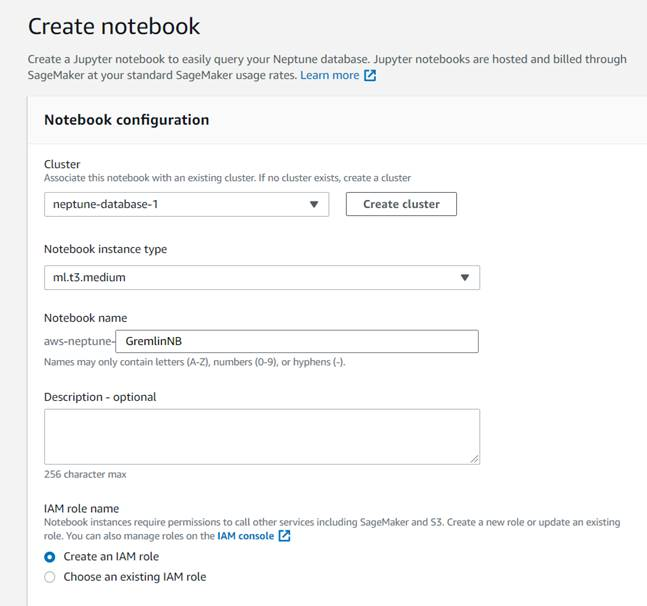 Create notebook
Create a Jupyter notebook to easily query your Neptune database. Jupyter notebooks are hosted and billed through
SageMaker at your standard SageMaker usage rates. Learn more
Notebook configuration
Cluster
Associate this notebook with an existing cluster. If no cluster exists, create a cluster
neptune-database-1
Create cluster
Notebook instance type
ml.t3.medium
Notebook name
aws-neptune- GremlinNB
Names may only contain letters (A-Z), numbers (0-9), or hyphens (-).
Description - optional
256 character max
IAM role name
Notebook instances require permissions to call other services including SageMaker and S3. Create a new role or update an existing
role. You can also manage roles on the IAM console
Create an IAM role
Choose an existing IAM role